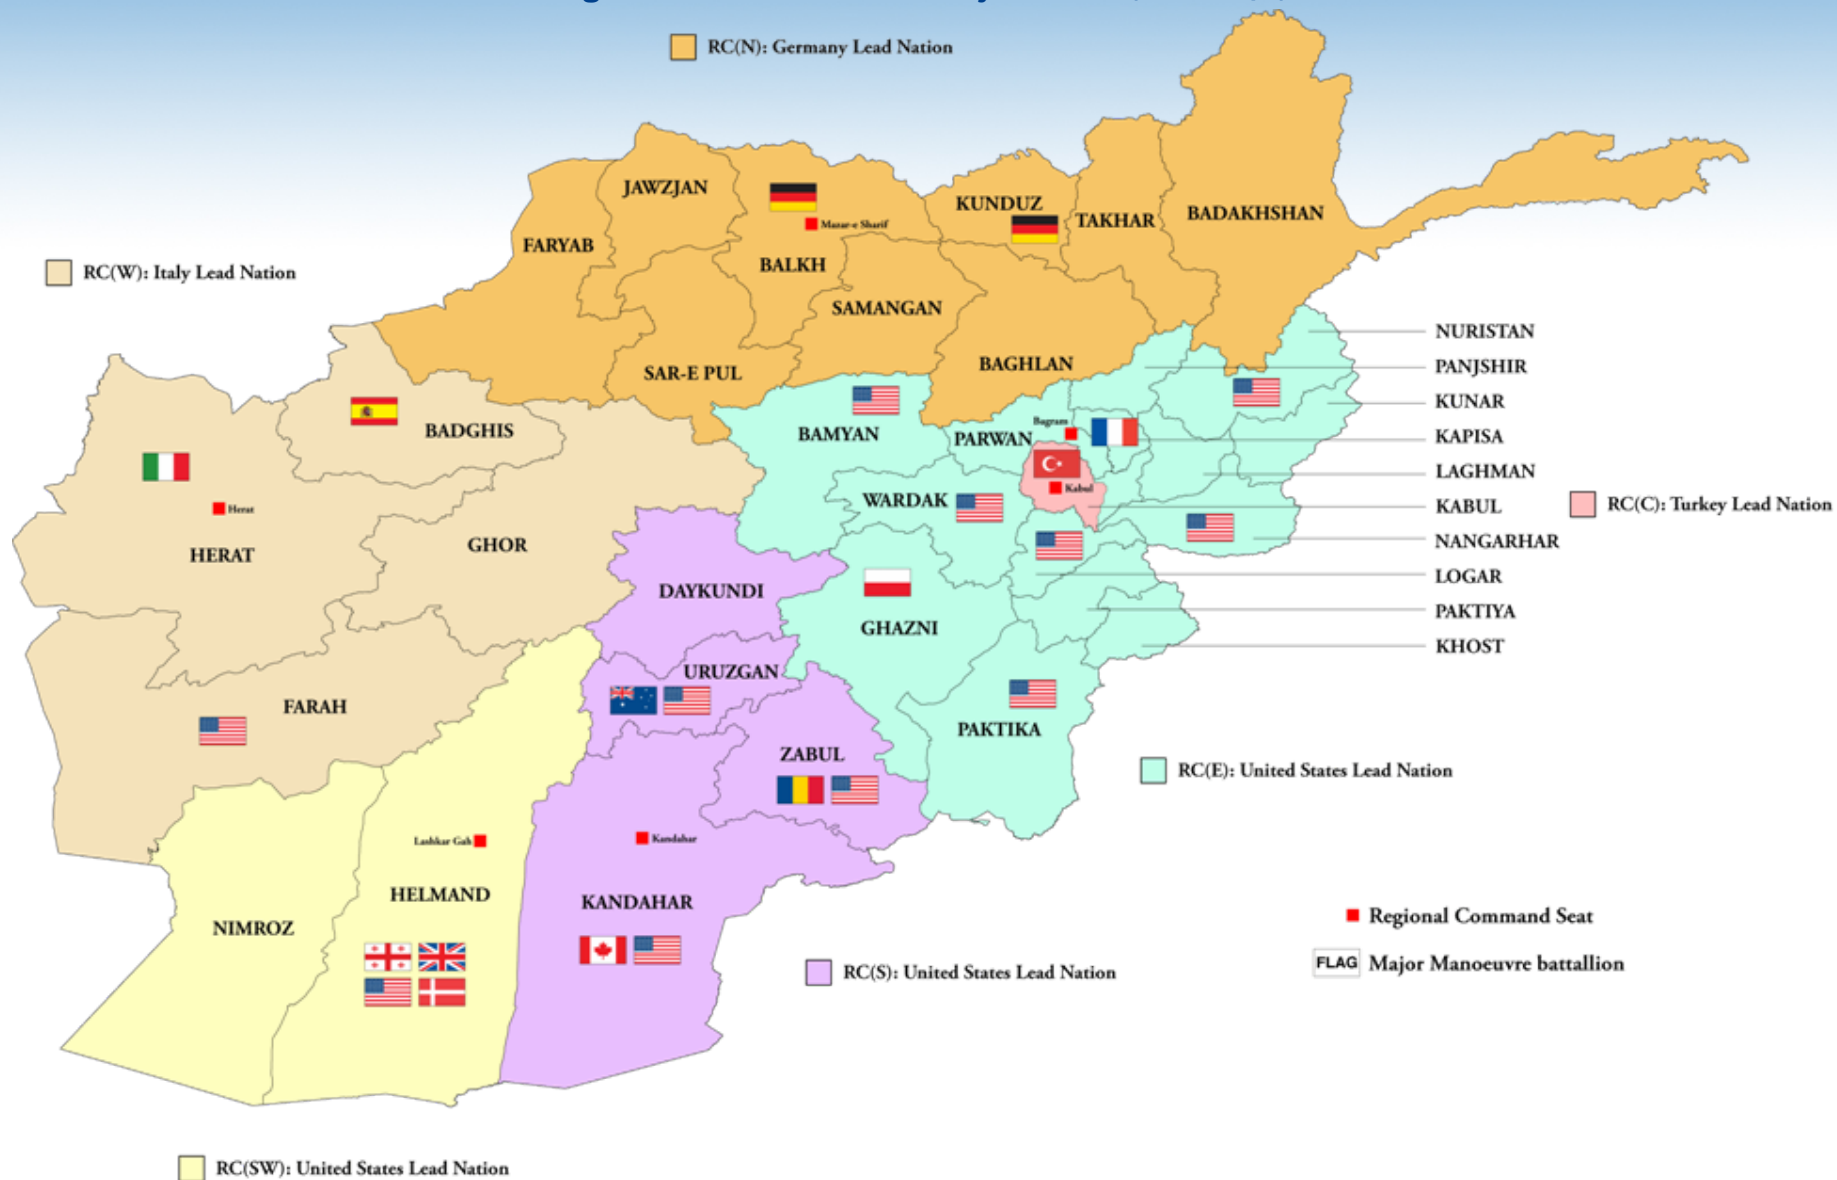 RC(N): Germany Lead Nation
JAWZJAN
KUNDUZ
TAKHAR
BADAKHSHAN
Mazar-e Sharif
FARYAB
BALKH
RC(W): Italy Lead Nation
SAMANGAN
NURISTAN
SAR-E PUL
BAGHLAN
PANJSHIR
KUNAR
BADGHIS
BAMYAN
PARWAN
Bagram
KAPISA
LAGHMAN
WARDAK
Kabul
KABUL
RC(C): Turkey Lead Nation
Herat
HERAT
GHOR
NANGARHAR
LOGAR
DAYKUNDI
PAKTIYA
GHAZNI
KHOST
URUZGAN
FARAH
PAKTIKA
ZABUL
RC(E): United States Lead Nation
Lashkar Gah
Kandahar
HELMAND
KANDAHAR
NIMROZ
Regional Command Seat
FLAG Major Manoeuvre battallion
RC(S): United States Lead Nation
RC(SW): United States Lead Nation